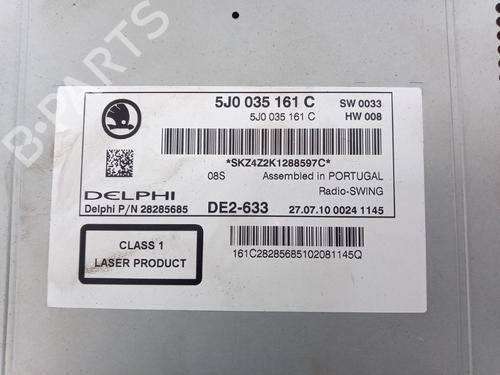 5J0 035 161 C SW 0033
5J0 035 161 C HW 008
*SKZ4Z2K1288597C*
08S Assembled in PORTUGAL
Radio-SWING
DELPHI
Delphi P/N 28285685 DE2-633 27.07.10 0024 1145
CLASS 1
LASER PRODUCT
161C28285685102081145Q
B-PARTS